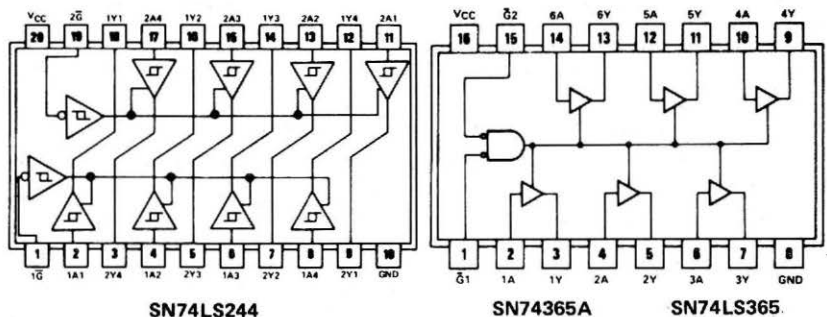 VCC 2G̅ 1Y1 2A4 1Y2 2A3 1Y3 2A2 1Y4 2A1
20 19 18 17 16 15 14 13 12 11
1 2 3 4 5 6 7 8 9 10
1G̅ 1A1 2Y4 1A2 2Y3 1A3 2Y2 1A4 2Y1 GND
SN74LS244
VCC G̅2 6A 6Y 5A 5Y 4A 4Y
16 15 14 13 12 11 10 9
1 2 3 4 5 6 7 8
G̅1 1A 1Y 2A 2Y 3A 3Y GND
SN74365A SN74LS365